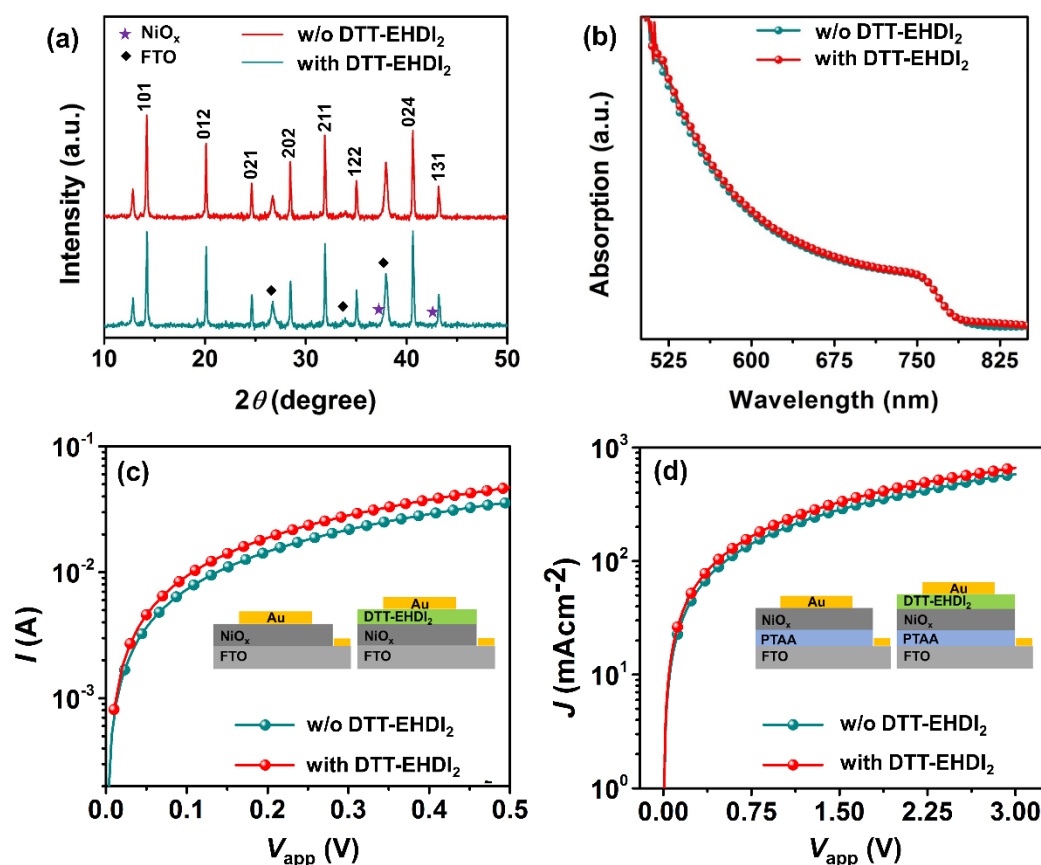 (a)
★ NiOₓ
◆ FTO
w/o DTT-EHDI₂
with DTT-EHDI₂
101
012
021
202
211
122
024
131
Intensity (a.u.)
10 20 30 40 50
2θ (degree)
(b)
w/o DTT-EHDI₂
with DTT-EHDI₂
Absorption (a.u.)
525 600 675 750 825
Wavelength (nm)
(c)
10⁻¹
10⁻²
10⁻³
I (A)
Au
NiOₓ
FTO
Au
DTT-EHDI₂
NiOₓ
FTO
w/o DTT-EHDI₂
with DTT-EHDI₂
0.0 0.1 0.2 0.3 0.4 0.5
V_app (V)
(d)
10³
10²
10¹
10⁰
J (mAcm⁻²)
Au
NiOₓ
PTAA
FTO
Au
DTT-EHDI₂
NiOₓ
PTAA
FTO
w/o DTT-EHDI₂
with DTT-EHDI₂
0.00 0.75 1.50 2.25 3.00
V_app (V)